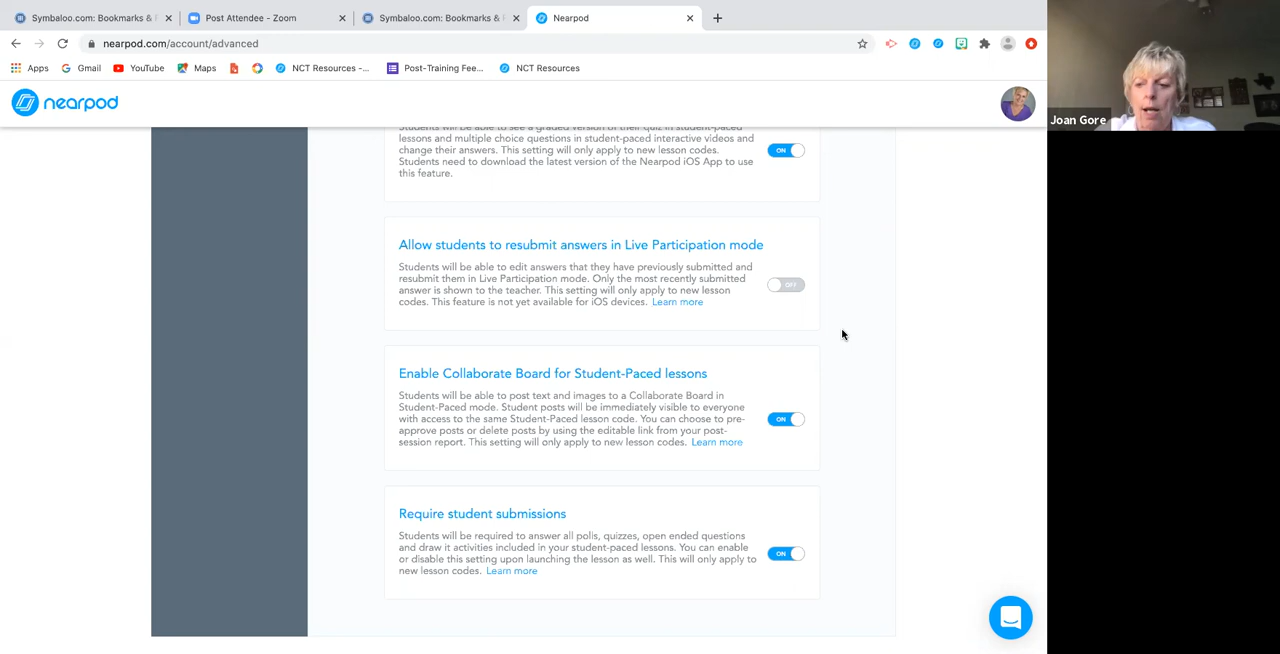 Symbaloo.com: Bookmarks &
Post Attendee - Zoom
Symbaloo.com: Bookmarks &
Nearpod
nearpod.com/account/advanced
Apps
Gmail
YouTube
Maps
NCT Resources -...
Post-Training Fee...
NCT Resources
nearpod
Joan Gore
Students will be able to see a graded version of their quiz in student-paced
lessons and multiple choice questions in student-paced interactive videos and
change their answers. This setting will only apply to new lesson codes.
Students need to download the latest version of the Nearpod iOS App to use
this feature.
ON
Allow students to resubmit answers in Live Participation mode
Students will be able to edit answers that they have previously submitted and
resubmit them in Live Participation mode. Only the most recently submitted
answer is shown to the teacher. This setting will only apply to new lesson
codes. This feature is not yet available for iOS devices. Learn more
OFF
Enable Collaborate Board for Student-Paced lessons
Students will be able to post text and images to a Collaborate Board in
Student-Paced mode. Student posts will be immediately visible to everyone
with access to the same Student-Paced lesson code. You can choose to pre-
approve posts or delete posts by using the editable link from your post-
session report. This setting will only apply to new lesson codes. Learn more
ON
Require student submissions
Students will be required to answer all polls, quizzes, open ended questions
and draw it activities included in your student-paced lessons. You can enable
or disable this setting upon launching the lesson as well. This will only apply to
new lesson codes. Learn more
ON